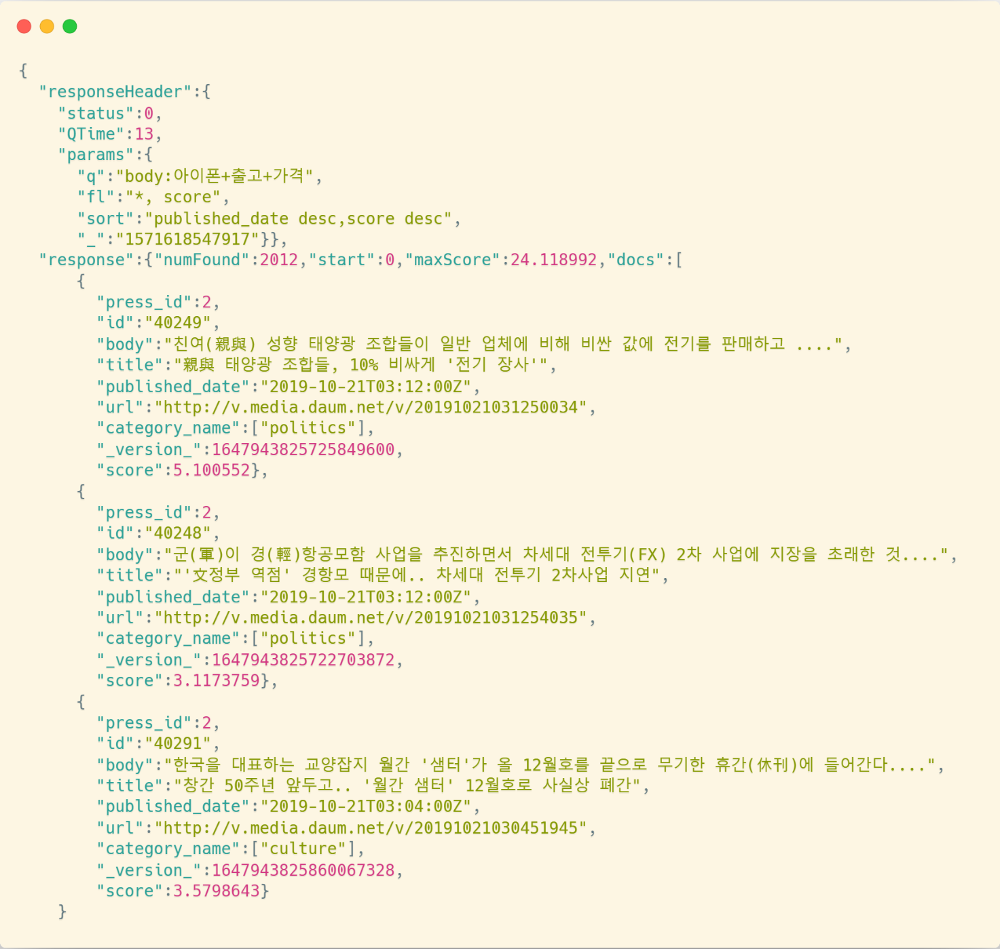 {
"responseHeader":{
"status":0,
"QTime":13,
"params":{
"q":"body:아이폰+출고+가격",
"fl":"*, score",
"sort":"published_date desc,score desc",
"_":"1571618547917"}},
"response":{"numFound":2012,"start":0,"maxScore":24.118992,"docs":[
{
"press_id":2,
"id":"40249",
"body":"친여(親與) 성향 태양광 조합들이 일반 업체에 비해 비싼 값에 전기를 판매하고 ....",
"title":"親與 태양광 조합들, 10% 비싸게 '전기 장사'",
"published_date":"2019-10-21T03:12:00Z",
"url":"http://v.media.daum.net/v/20191021031250034",
"category_name":["politics"],
"_version_":1647943825725849600,
"score":5.100552},
{
"press_id":2,
"id":"40248",
"body":"군(軍)이 경(輕)항공모함 사업을 추진하면서 차세대 전투기(FX) 2차 사업에 지장을 초래한 것....",
"title":"'文정부 역점' 경항모 때문에.. 차세대 전투기 2차사업 지연",
"published_date":"2019-10-21T03:12:00Z",
"url":"http://v.media.daum.net/v/20191021031254035",
"category_name":["politics"],
"_version_":1647943825722703872,
"score":3.1173759},
{
"press_id":2,
"id":"40291",
"body":"한국을 대표하는 교양잡지 월간 '샘터'가 올 12월호를 끝으로 무기한 휴간(休刊)에 들어간다....",
"title":"창간 50주년 앞두고.. '월간 샘터' 12월호로 사실상 폐간",
"published_date":"2019-10-21T03:04:00Z",
"url":"http://v.media.daum.net/v/20191021030451945",
"category_name":["culture"],
"_version_":1647943825860067328,
"score":3.5798643}
}